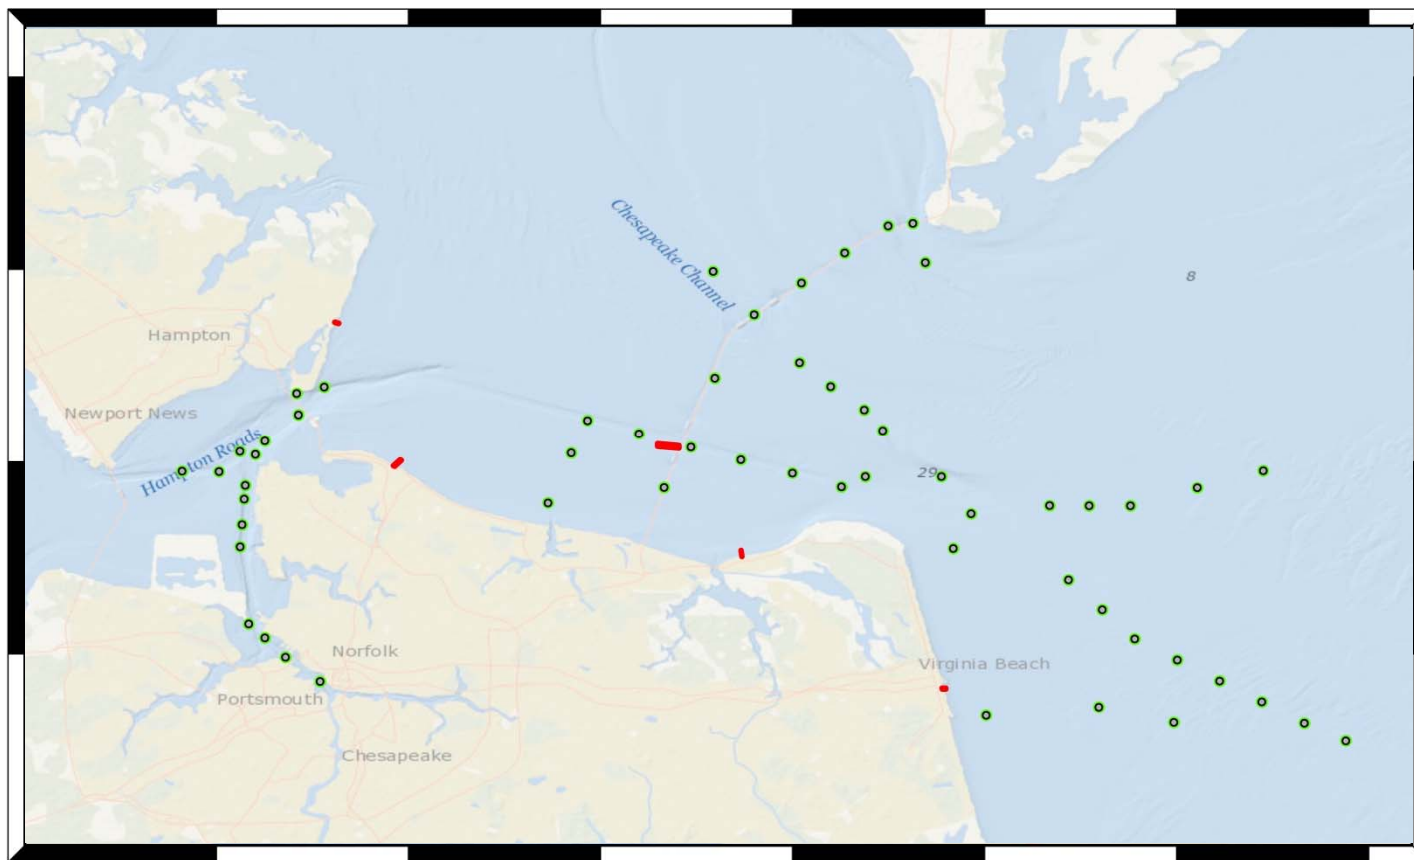 Chesapeake Channel
8
Hampton
Newport News
Hampton Roads
29
Norfolk
Virginia Beach
Portsmouth
Chesapeake